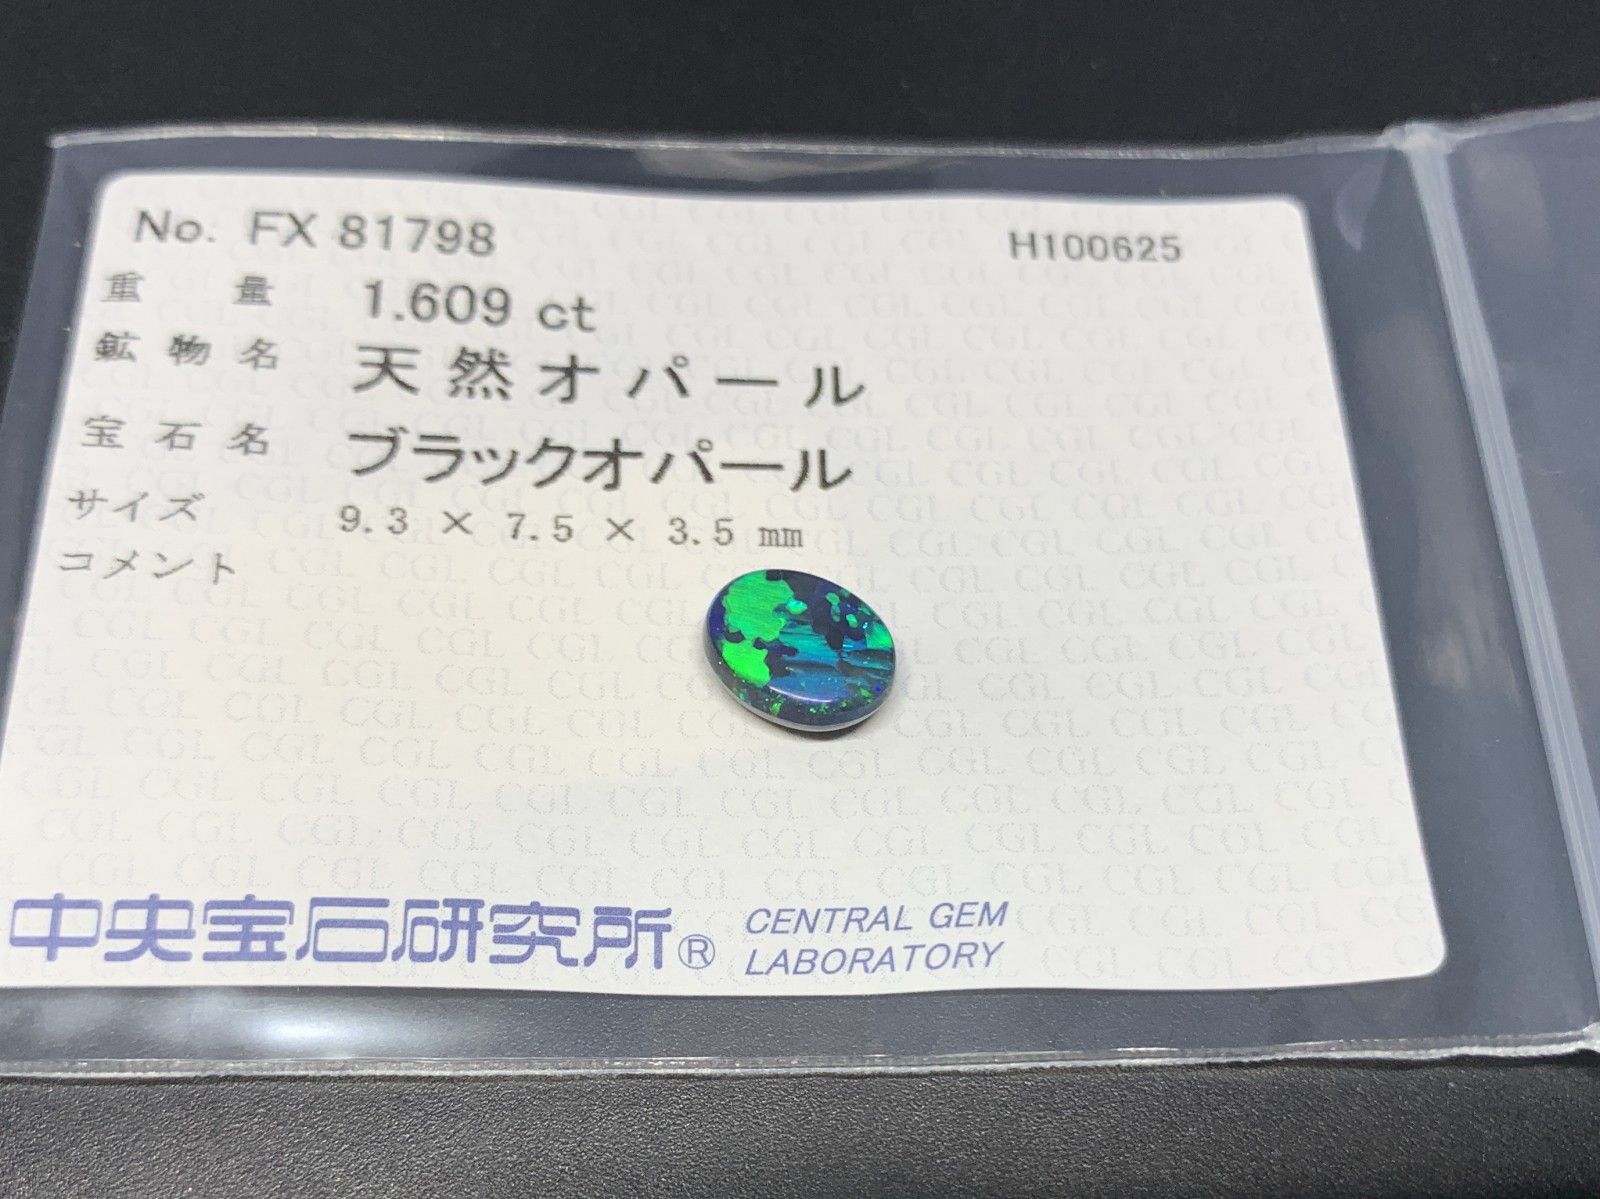 No. FX 81798 H100625
重量 1.609 ct
鉱物名 天然オパール
宝石名 ブラックオパール
サイズ 9.3 × 7.5 × 3.5 mm
コメント
中央宝石研究所® CENTRAL GEM
LABORATORY